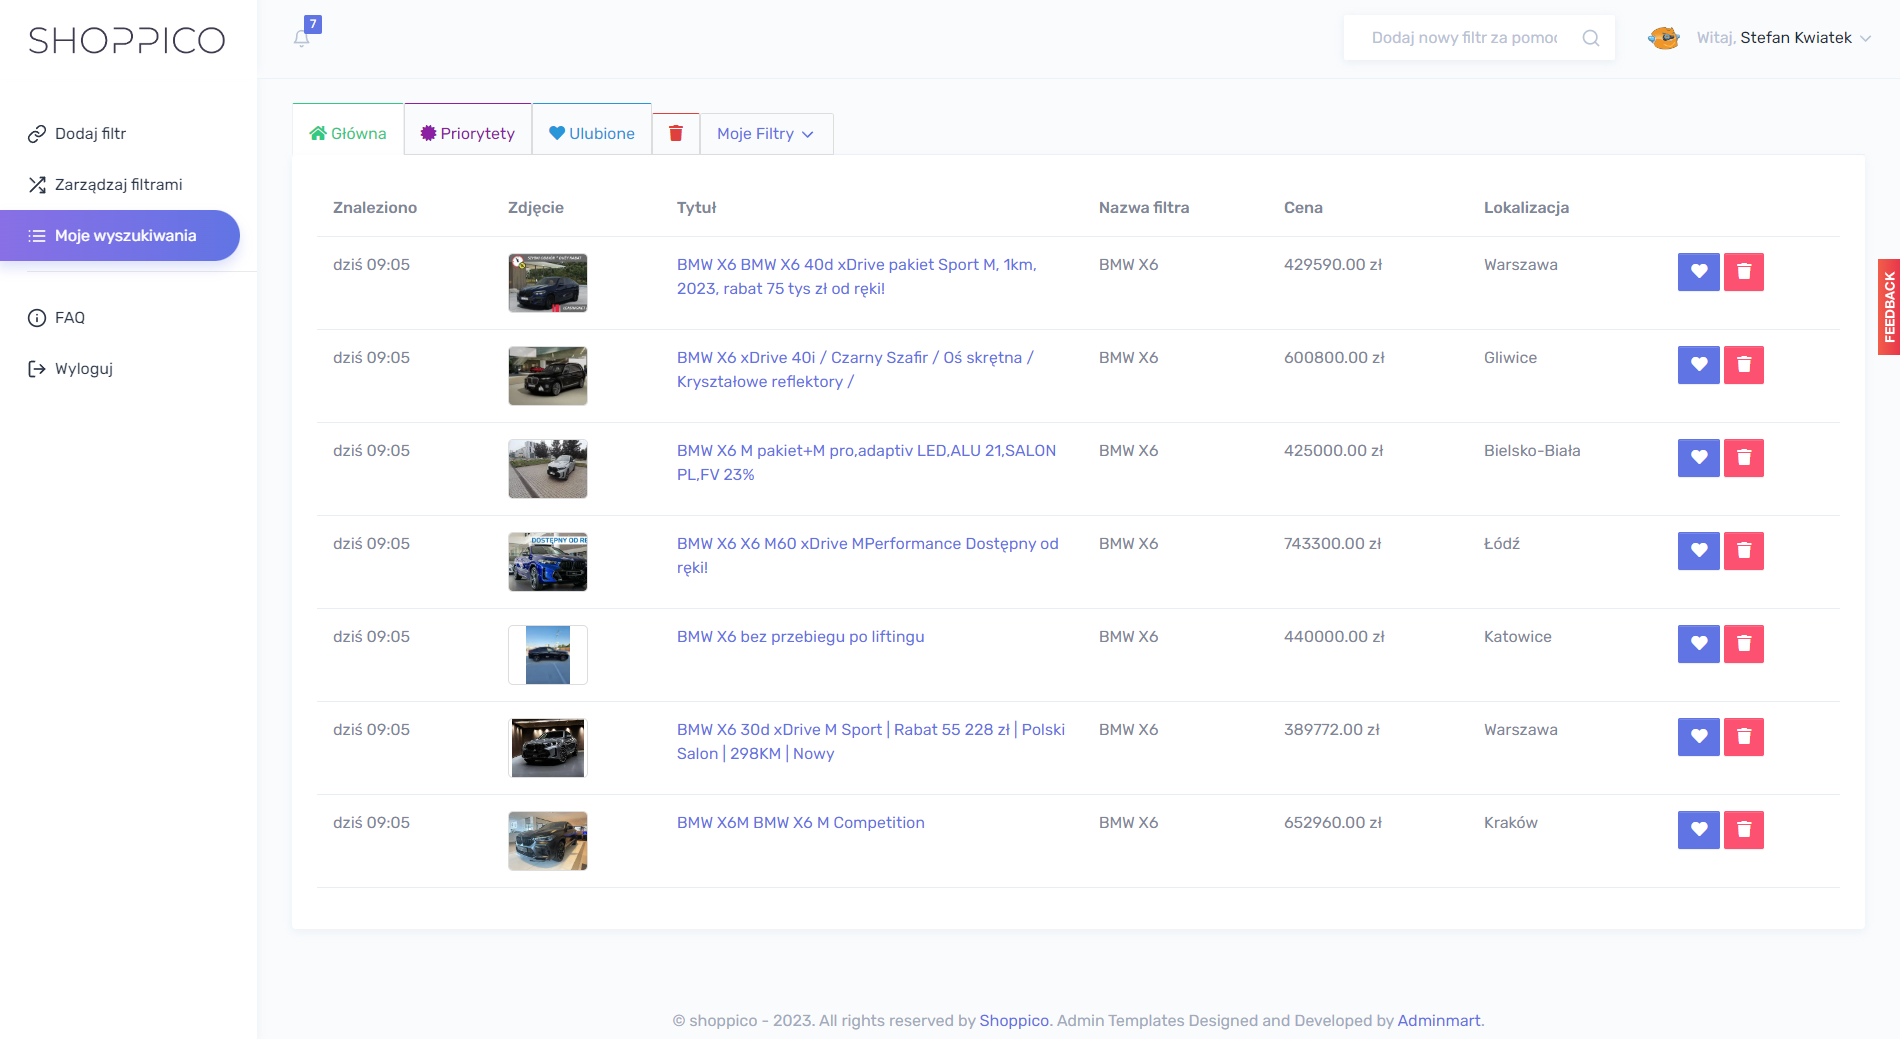 SHOPPICO
7
Dodaj nowy filtr za pomoc
Witaj, Stefan Kwiatek
Dodaj filtr
Zarządzaj filtrami
Moje wyszukiwania
FAQ
Wyloguj
Główna
Priorytety
Ulubione
Moje Filtry
Znaleziono Zdjęcie Tytuł Nazwa filtra Cena Lokalizacja
dziś 09:05 BMW X6 BMW X6 40d xDrive pakiet Sport M, 1km, BMW X6 429590.00 zł Warszawa
2023, rabat 75 tys zł od ręki!
dziś 09:05 BMW X6 xDrive 40i / Czarny Szafir / Oś skrętna / BMW X6 600800.00 zł Gliwice
Kryształowe reflektory /
dziś 09:05 BMW X6 M pakiet+M pro,adaptiv LED,ALU 21,SALON BMW X6 425000.00 zł Bielsko-Biała
PL,FV 23%
DOSTĘPNY OD RĘ
dziś 09:05 BMW X6 X6 M60 xDrive MPerformance Dostępny od BMW X6 743300.00 zł Łódź
ręki!
dziś 09:05 BMW X6 bez przebiegu po liftingu BMW X6 440000.00 zł Katowice
dziś 09:05 BMW X6 30d xDrive M Sport | Rabat 55 228 zł | Polski BMW X6 389772.00 zł Warszawa
Salon | 298KM | Nowy
dziś 09:05 BMW X6M BMW X6 M Competition BMW X6 652960.00 zł Kraków
FEEDBACK
© shoppico - 2023. All rights reserved by Shoppico. Admin Templates Designed and Developed by Adminmart.